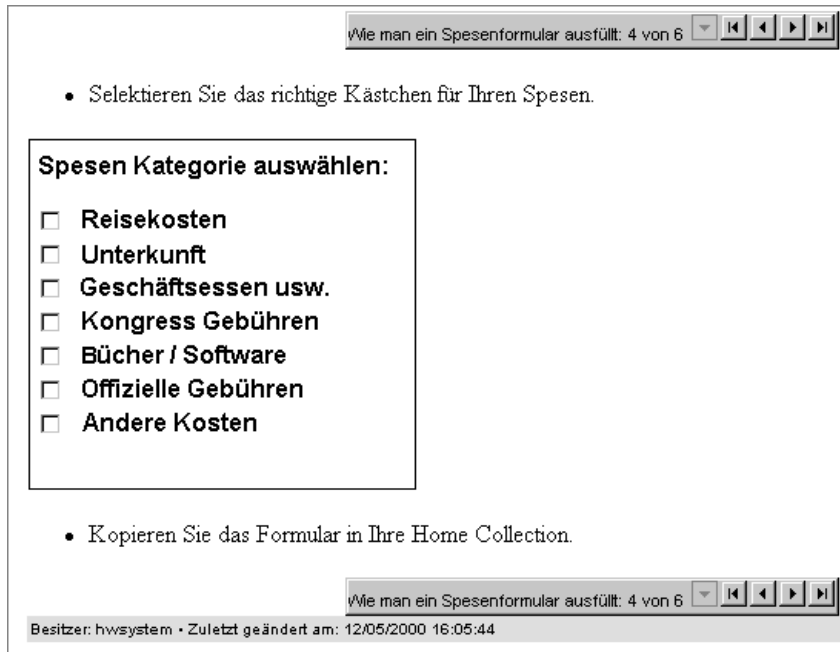 Wie man ein Spesenformular ausfüllt: 4 von 6
• Selektieren Sie das richtige Kästchen für Ihren Spesen.
Spesen Kategorie auswählen:
Reisekosten
Unterkunft
Geschäftsessen usw.
Kongress Gebühren
Bücher / Software
Offizielle Gebühren
Andere Kosten
• Kopieren Sie das Formular in Ihre Home Collection.
Wie man ein Spesenformular ausfüllt: 4 von 6
Besitzer: hwsystem • Zuletzt geändert am: 12/05/2000 16:05:44